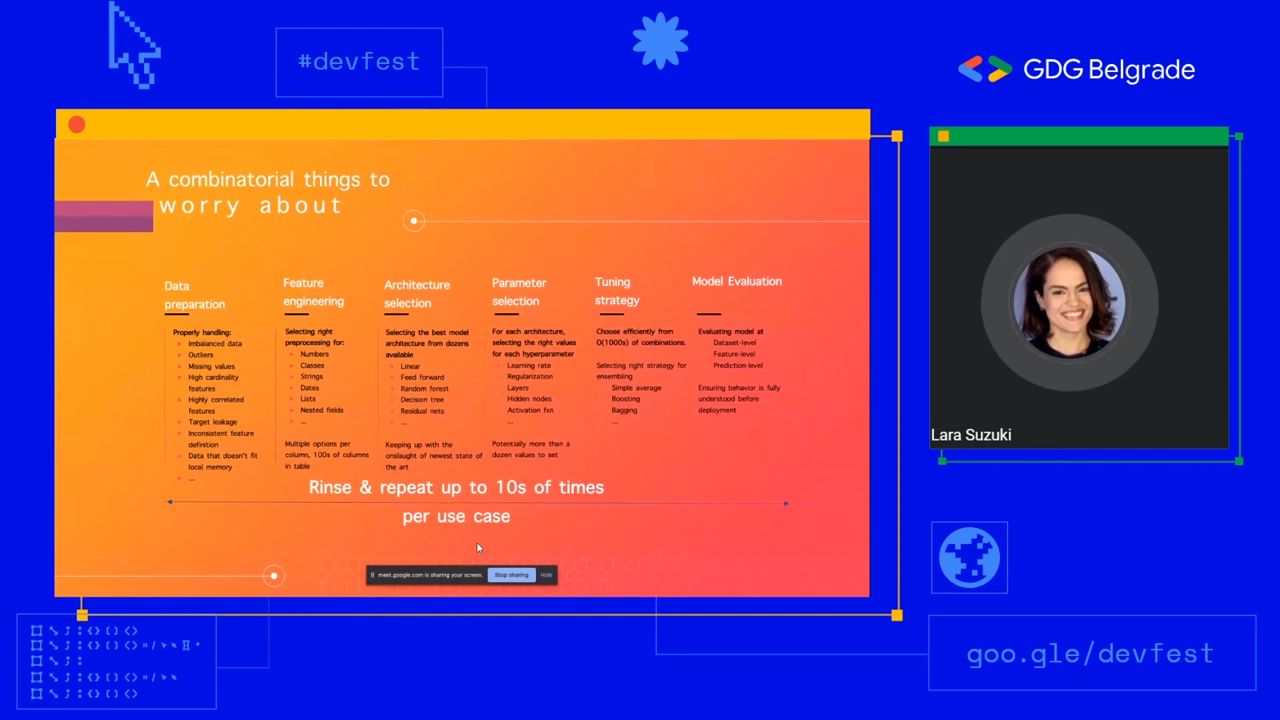 #devfest
GDG Belgrade
A combinatorial things to
worry about
Data
preparation
Properly handling:
Imbalanced data
Outliers
Missing values
High cardinality
features
Highly correlated
features
Target leakage
Inconsistent feature
definition
Data that doesn't fit
local memory
...
Feature
engineering
Selecting right
preprocessing for:
Numbers
Classes
Strings
Dates
Lists
Nested fields
...
Multiple options per
column, 100s of columns
in table
Architecture
selection
Selecting the best model
architecture from dozens
available
Linear
Feed forward
Random forest
Decision tree
Residual nets
...
Keeping up with the
onslaught of newest state of
the art
Parameter
selection
For each architecture,
selecting the right values
for each hyperparameter
Learning rate
Regularization
Layers
Hidden nodes
Activation fxn
...
Potentially more than a
dozen values to set
Tuning
strategy
Choose efficiently from
O(1000s) of combinations.
Selecting right strategy for
ensembling
Simple average
Boosting
Bagging
...
Model Evaluation
Evaluating model at
Dataset-level
Feature-level
Prediction-level
Ensuring behavior is fully
understood before
deployment
Rinse & repeat up to 10s of times
per use case
meet.google.com is sharing your screen. Stop sharing Hide
Lara Suzuki
goo.gle/devfest